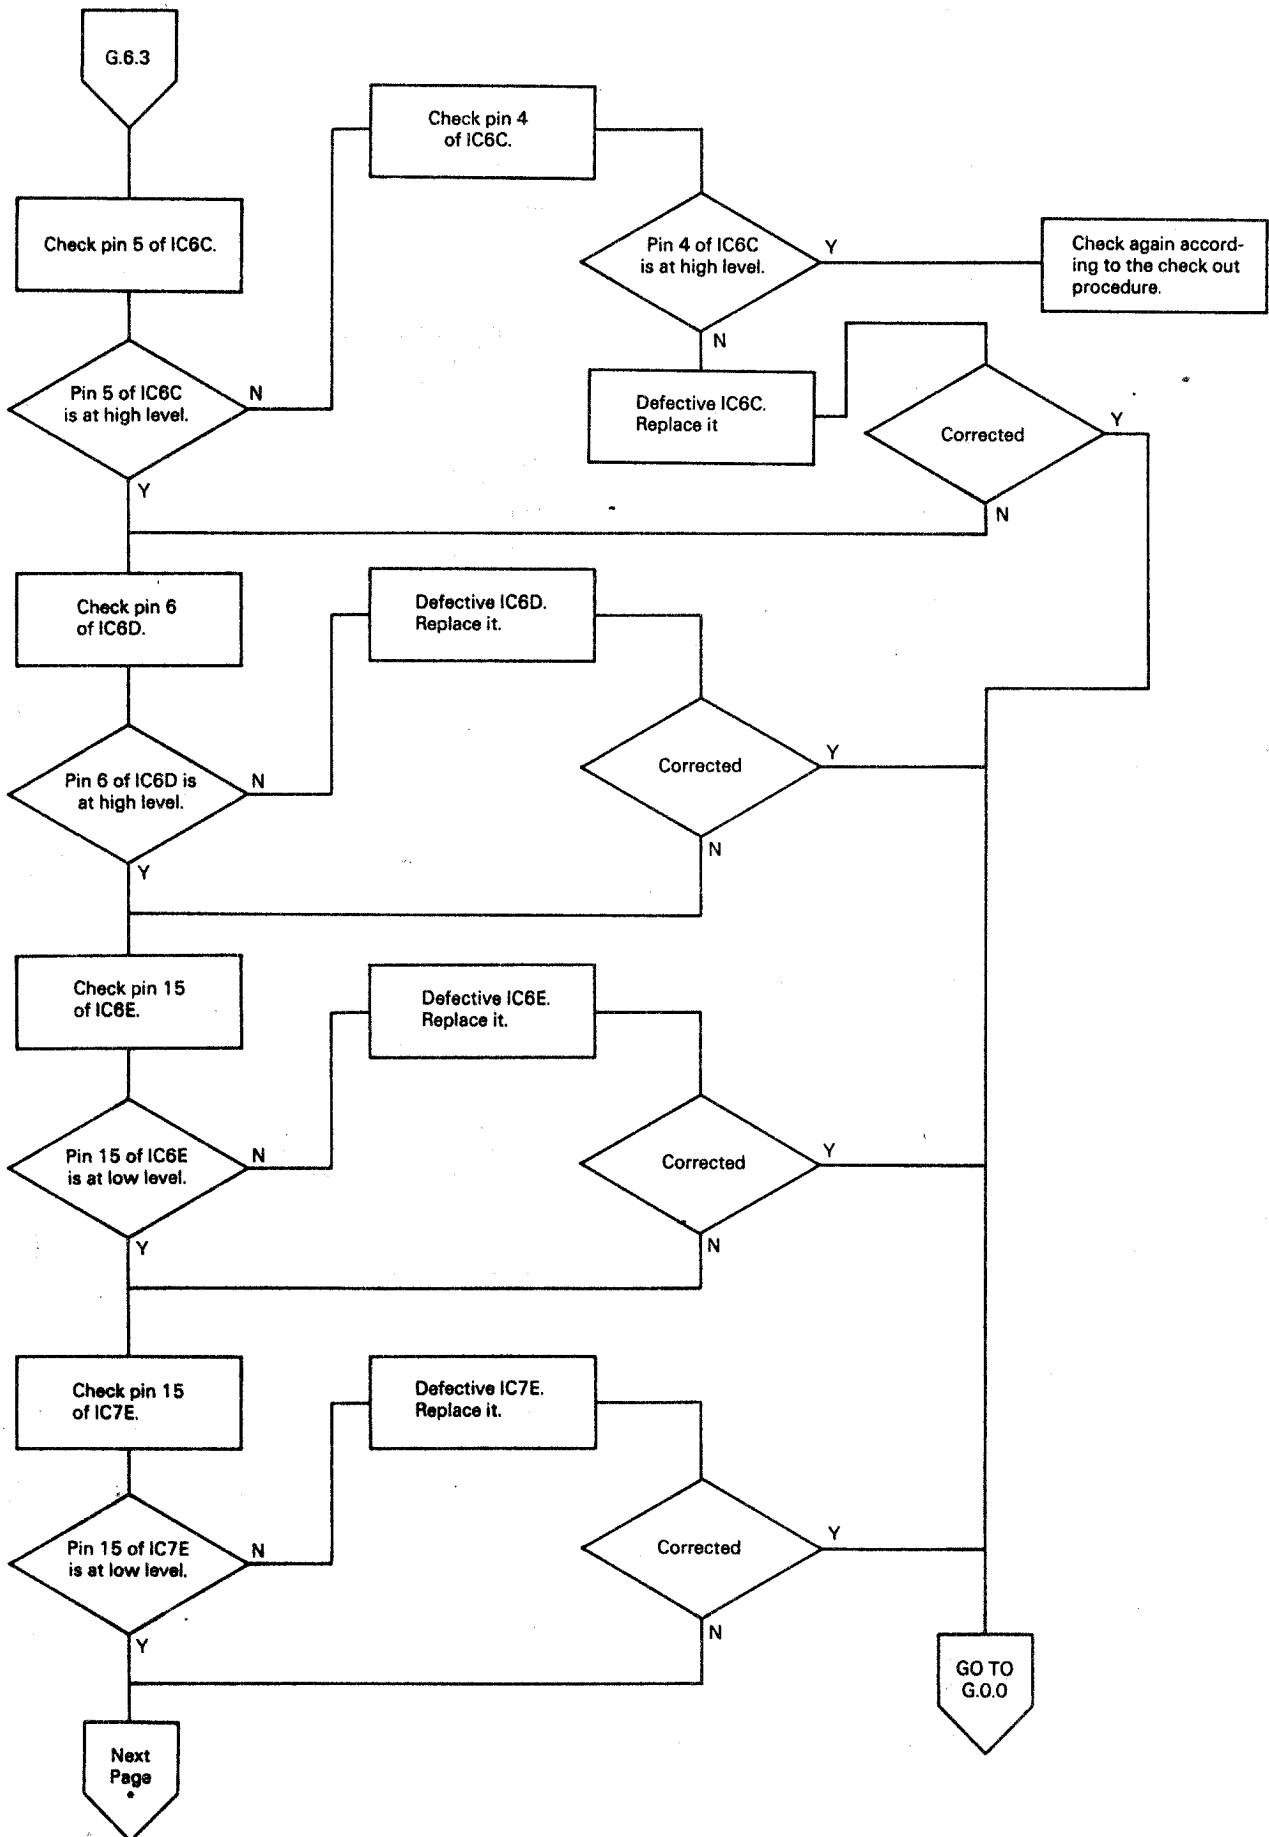 G.6.3
Check pin 4
of IC6C.
Check pin 5 of IC6C.
Pin 4 of IC6C
is at high level.
Y
Check again accord-
ing to the check out
procedure.
N
Pin 5 of IC6C
is at high level.
N
Defective IC6C.
Replace it
Corrected
Y
Y
N
Check pin 6
of IC6D.
Defective IC6D.
Replace it.
Pin 6 of IC6D is
at high level.
N
Corrected
Y
Y
N
Check pin 15
of IC6E.
Defective IC6E.
Replace it.
Pin 15 of IC6E
is at low level.
N
Corrected
Y
Y
N
Check pin 15
of IC7E.
Defective IC7E.
Replace it.
Pin 15 of IC7E
is at low level.
N
Corrected
Y
Y
N
GO TO
G.0.0
Next
Page
*